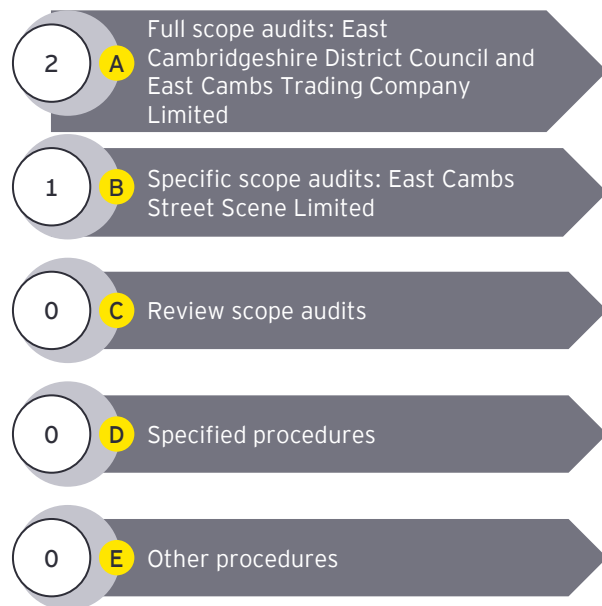 2 A Full scope audits: East
Cambridgeshire District Council and
East Cambs Trading Company
Limited
1 B Specific scope audits: East Cambs
Street Scene Limited
0 C Review scope audits
0 D Specified procedures
0 E Other procedures